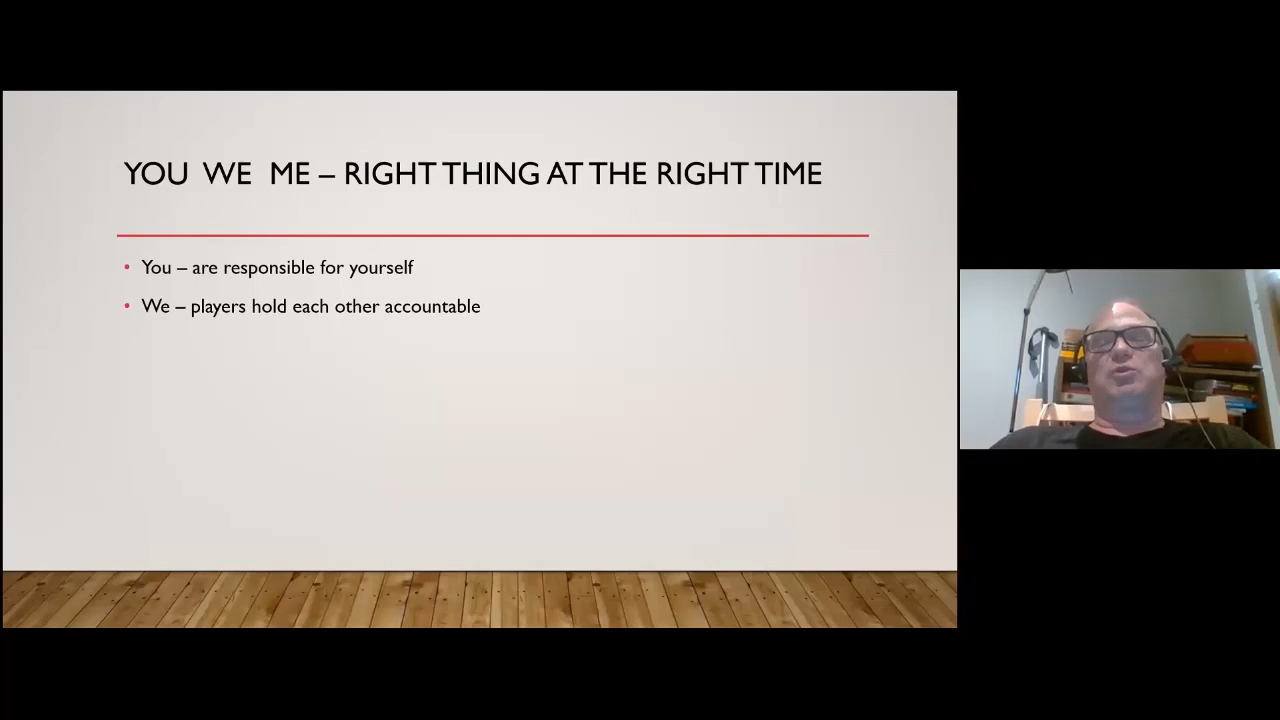 YOU WE ME – RIGHT THING AT THE RIGHT TIME
• You – are responsible for yourself
• We – players hold each other accountable